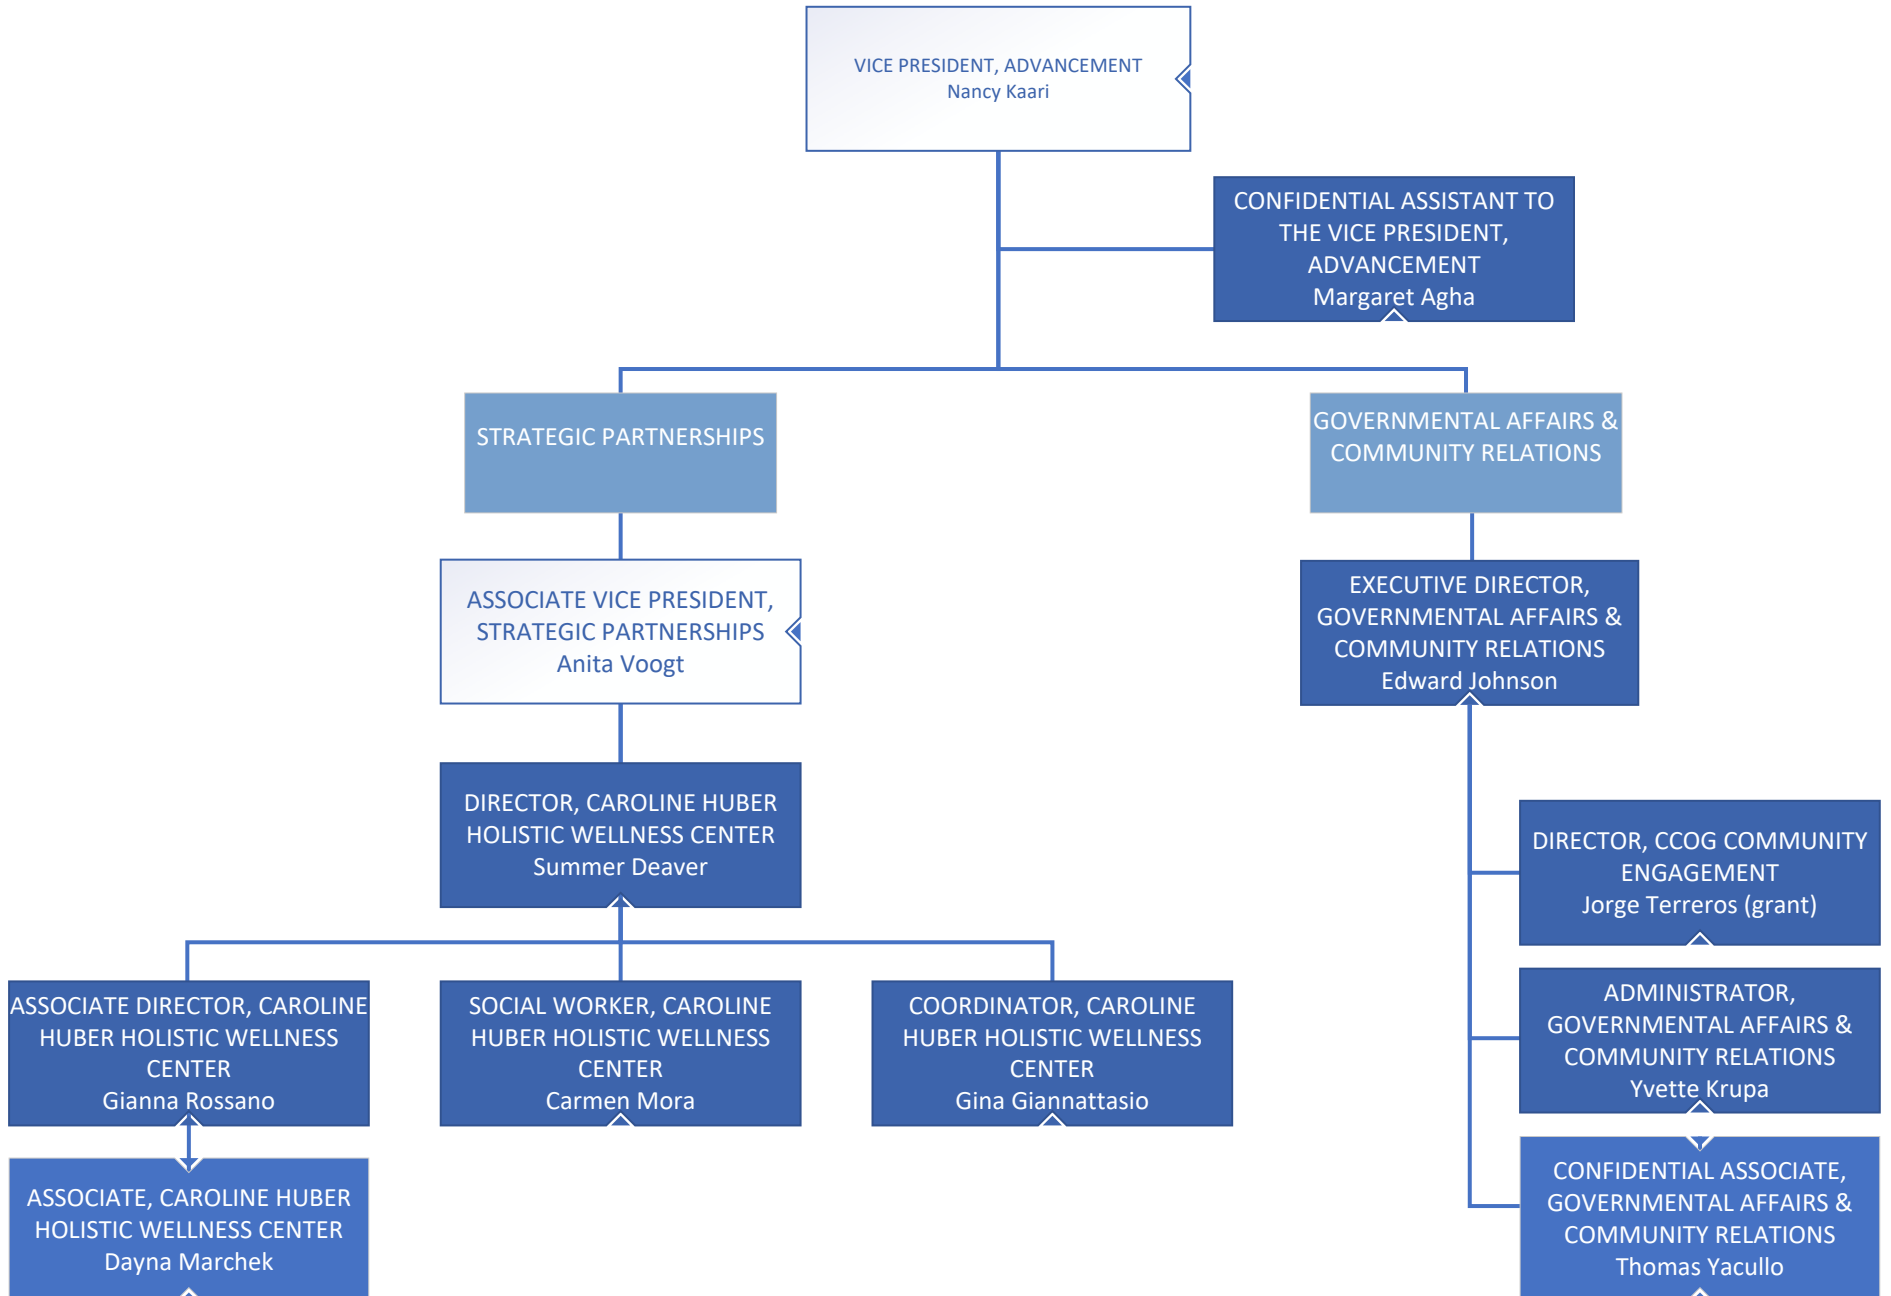 VICE PRESIDENT, ADVANCEMENT
Nancy Kaari
CONFIDENTIAL ASSISTANT TO
THE VICE PRESIDENT,
ADVANCEMENT
Margaret Agha
STRATEGIC PARTNERSHIPS
GOVERNMENTAL AFFAIRS &
COMMUNITY RELATIONS
ASSOCIATE VICE PRESIDENT,
STRATEGIC PARTNERSHIPS
Anita Voogt
EXECUTIVE DIRECTOR,
GOVERNMENTAL AFFAIRS &
COMMUNITY RELATIONS
Edward Johnson
DIRECTOR, CAROLINE HUBER
HOLISTIC WELLNESS CENTER
Summer Deaver
DIRECTOR, CCOG COMMUNITY
ENGAGEMENT
Jorge Terreros (grant)
ASSOCIATE DIRECTOR, CAROLINE
HUBER HOLISTIC WELLNESS
CENTER
Gianna Rossano
SOCIAL WORKER, CAROLINE
HUBER HOLISTIC WELLNESS
CENTER
Carmen Mora
COORDINATOR, CAROLINE
HUBER HOLISTIC WELLNESS
CENTER
Gina Giannattasio
ADMINISTRATOR,
GOVERNMENTAL AFFAIRS &
COMMUNITY RELATIONS
Yvette Krupa
ASSOCIATE, CAROLINE HUBER
HOLISTIC WELLNESS CENTER
Dayna Marchek
CONFIDENTIAL ASSOCIATE,
GOVERNMENTAL AFFAIRS &
COMMUNITY RELATIONS
Thomas Yacullo